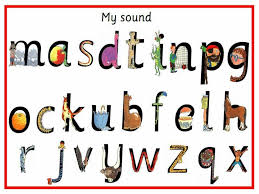 My sound
m a s d t i n p g
o c k u b f e l h
r j v y w z q x